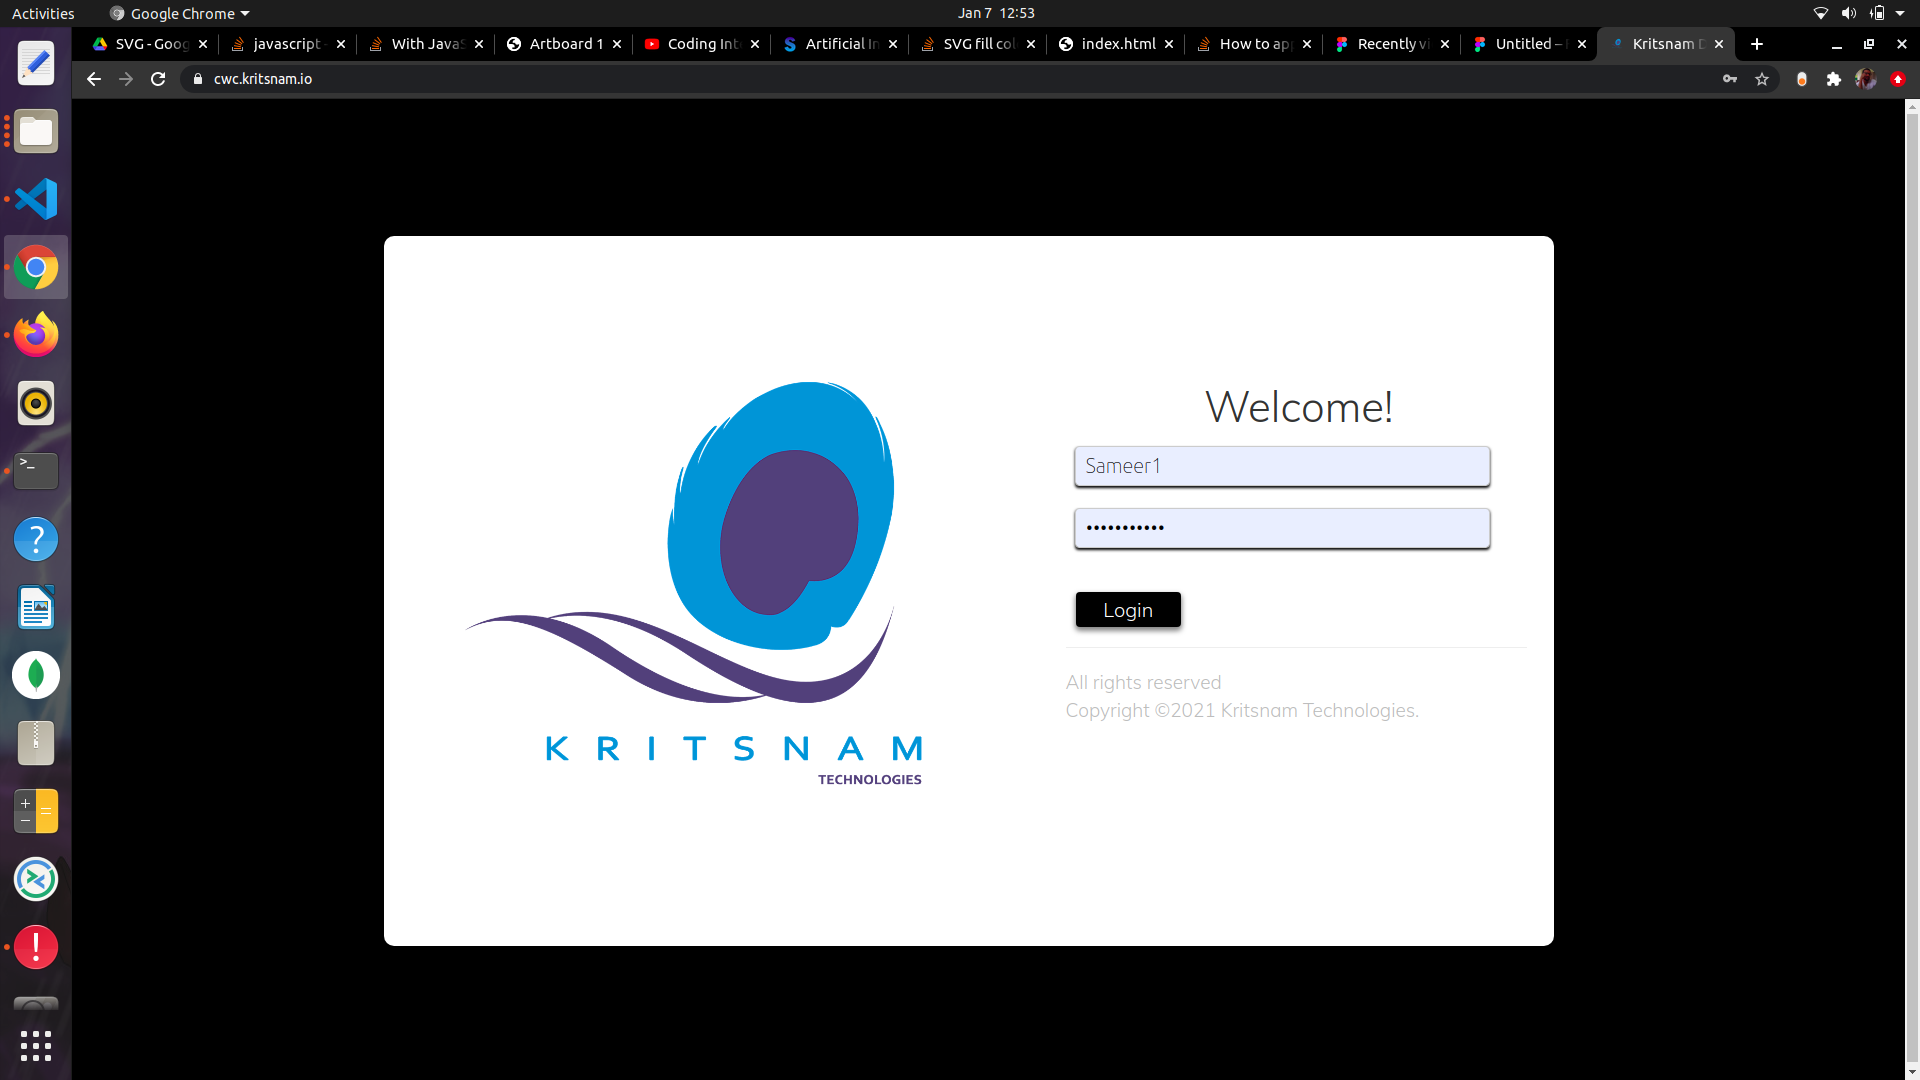 Activities
Google Chrome
Jan 7 12:53
SVG - Goog
javascript
With JavaS
Artboard 1
Coding Int
Artificial In
SVG fill col
index.html
How to ap
Recently vi
Untitled –
Kritsnam D
cwc.kritsnam.io
Welcome!
Sameer1
•••••••••••
Login
All rights reserved
Copyright ©2021 Kritsnam Technologies.
KRITSNAM
TECHNOLOGIES